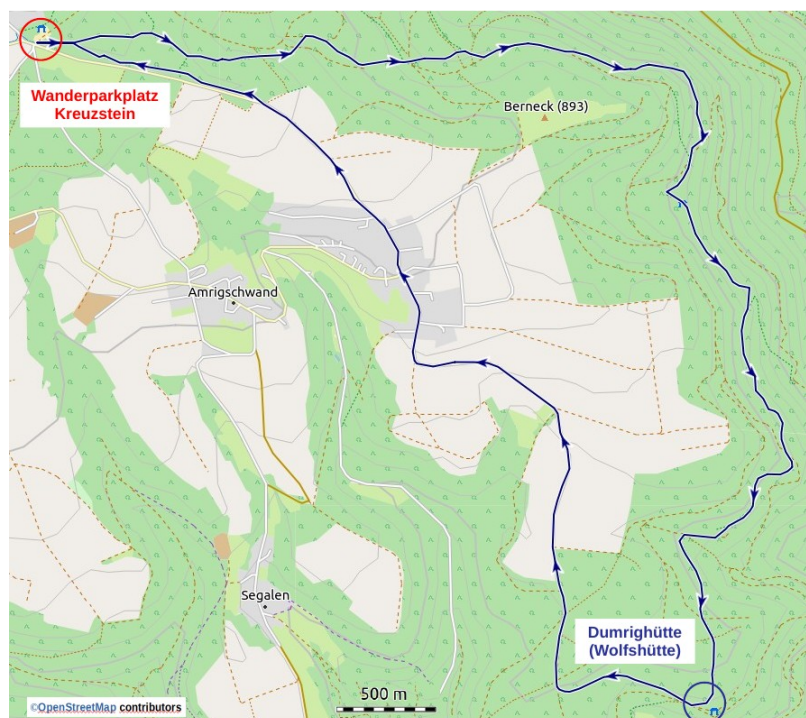 Wanderparkplatz
Kreuzstein
Berneck (893)
Amrigschwand
Segalen
Dumrighütte
(Wolfshütte)
500 m
©OpenStreetMap contributors